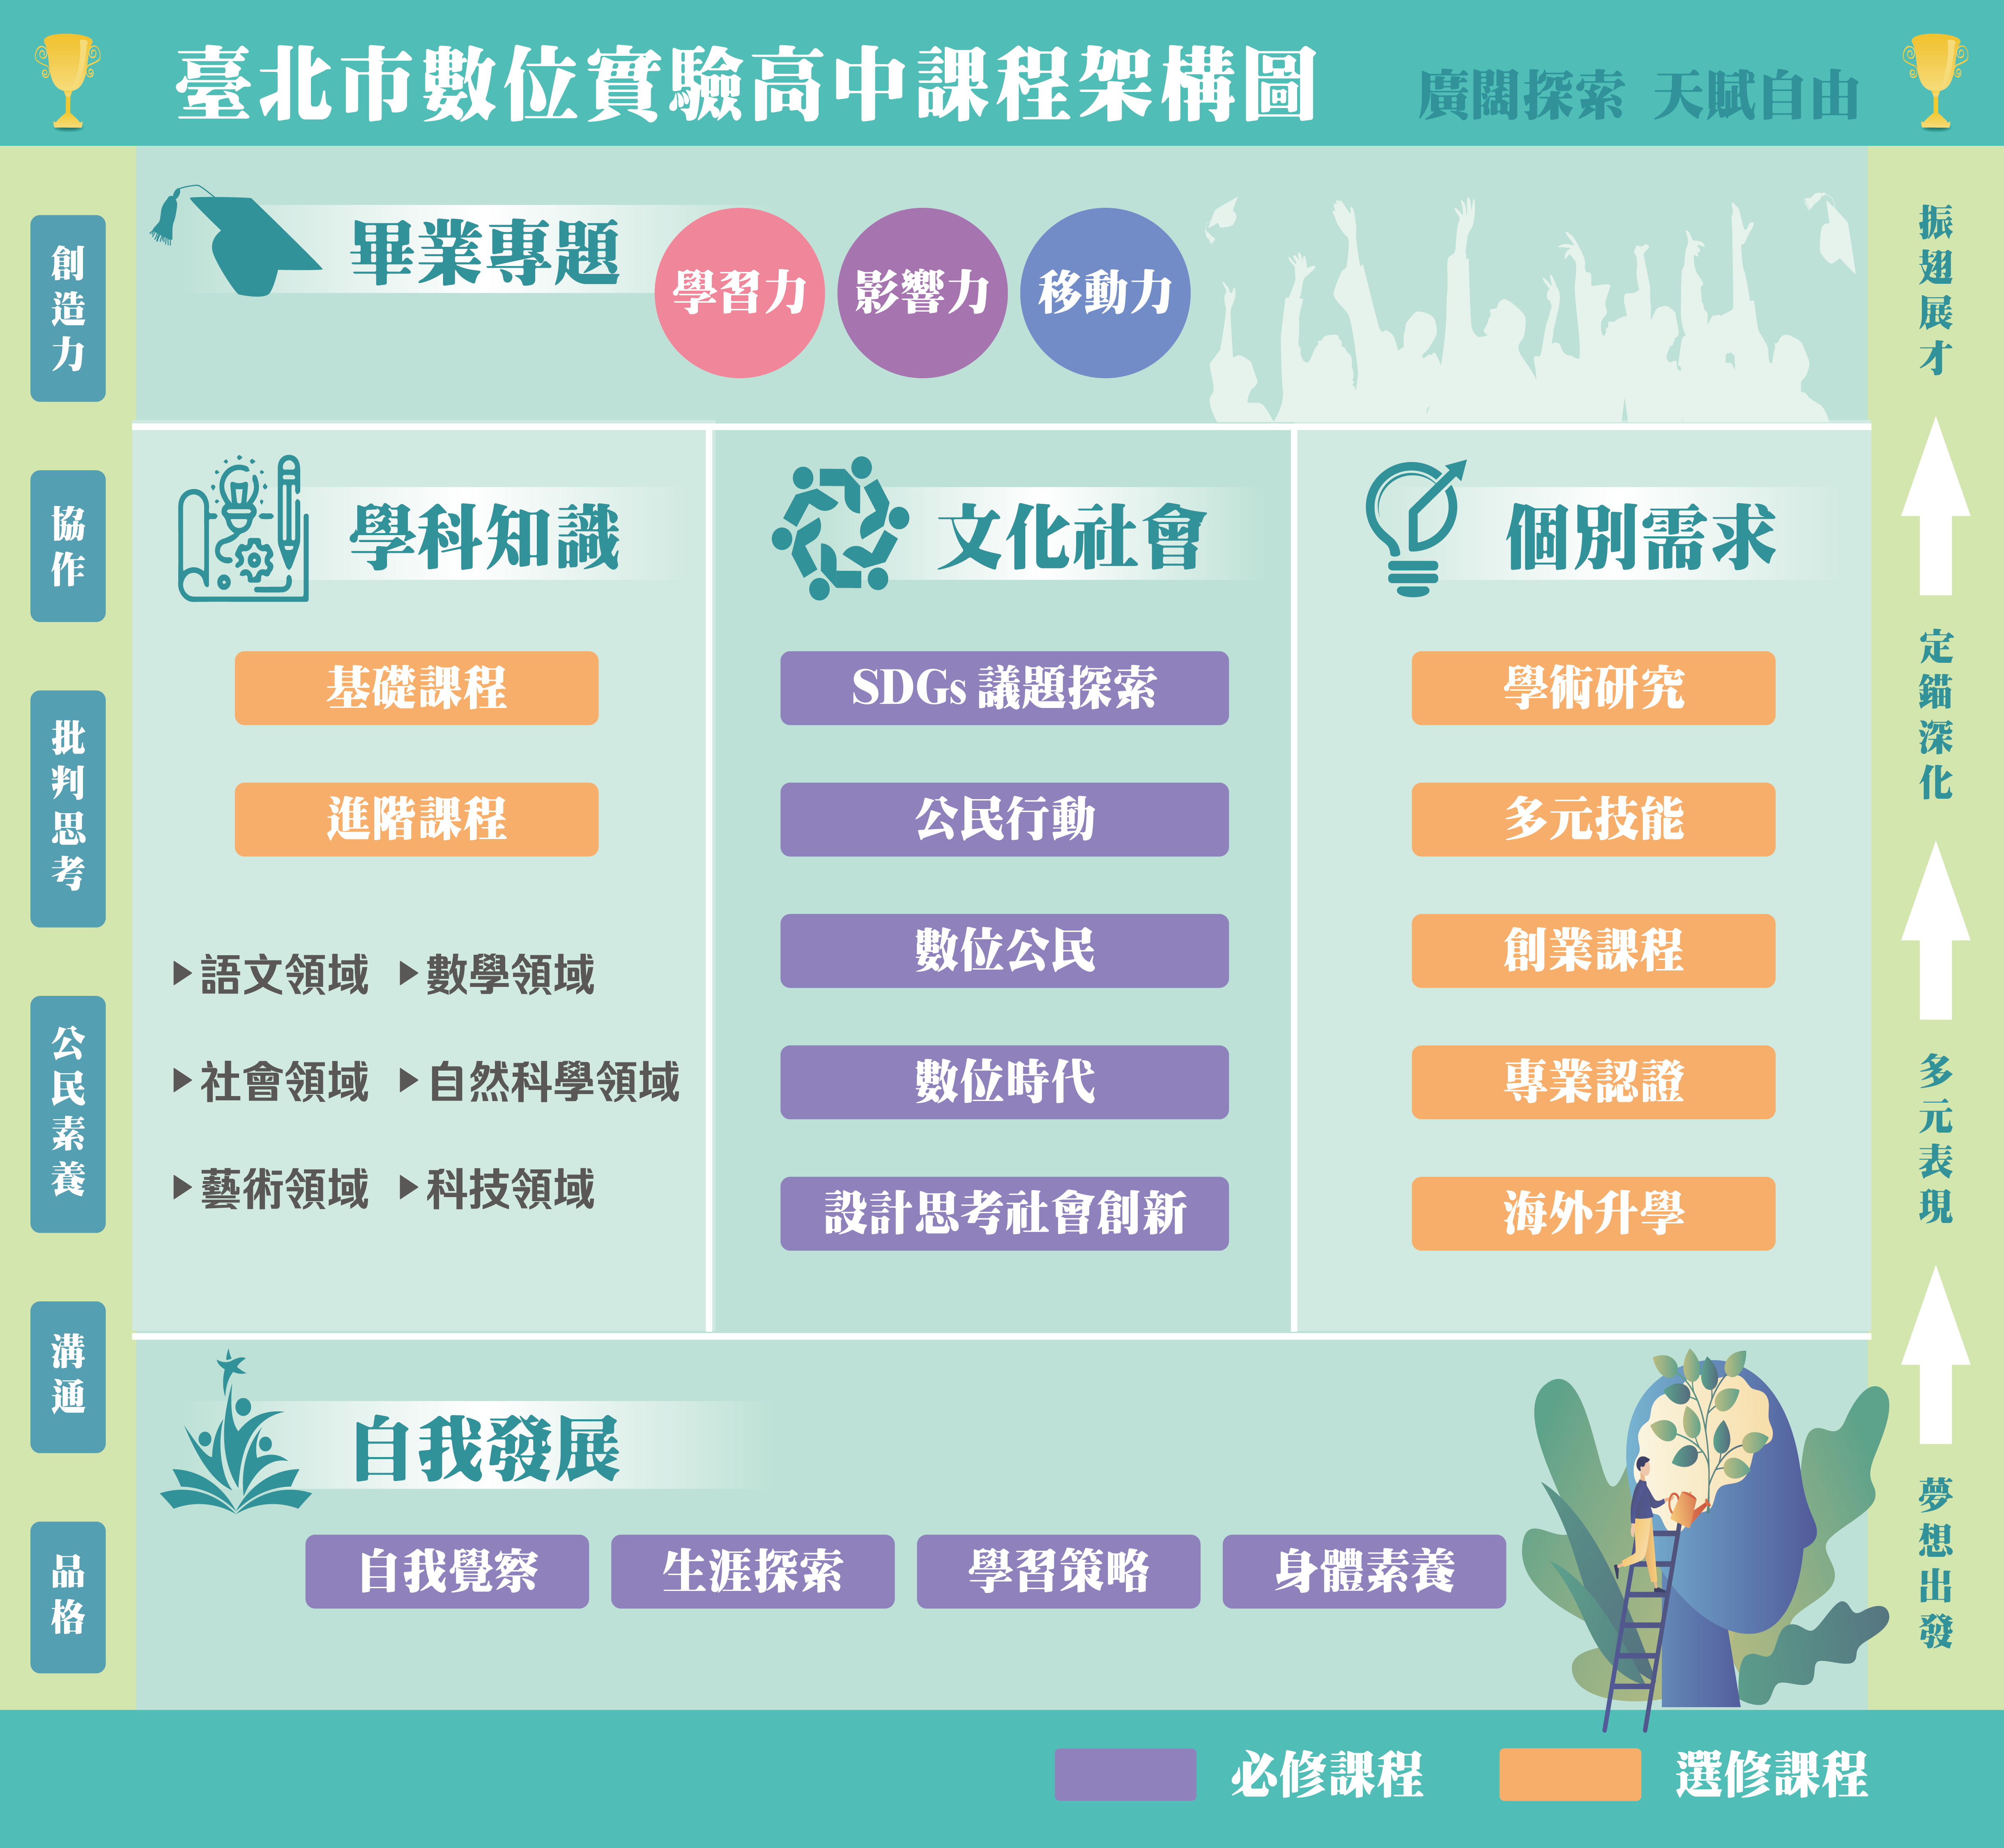 臺北市數位實驗高中課程架構圖
廣闊探索 天賦自由
創造力
協作
批判思考
公民素養
溝通
品格
畢業專題
學習力
影響力
移動力
學科知識
基礎課程
進階課程
▶語文領域 ▶數學領域
▶社會領域 ▶自然科學領域
▶藝術領域 ▶科技領域
文化社會
SDGs 議題探索
公民行動
數位公民
數位時代
設計思考社會創新
個別需求
學術研究
多元技能
創業課程
專業認證
海外升學
自我發展
自我覺察
生涯探索
學習策略
身體素養
振翅展才
定錨深化
多元表現
夢想出發
必修課程
選修課程